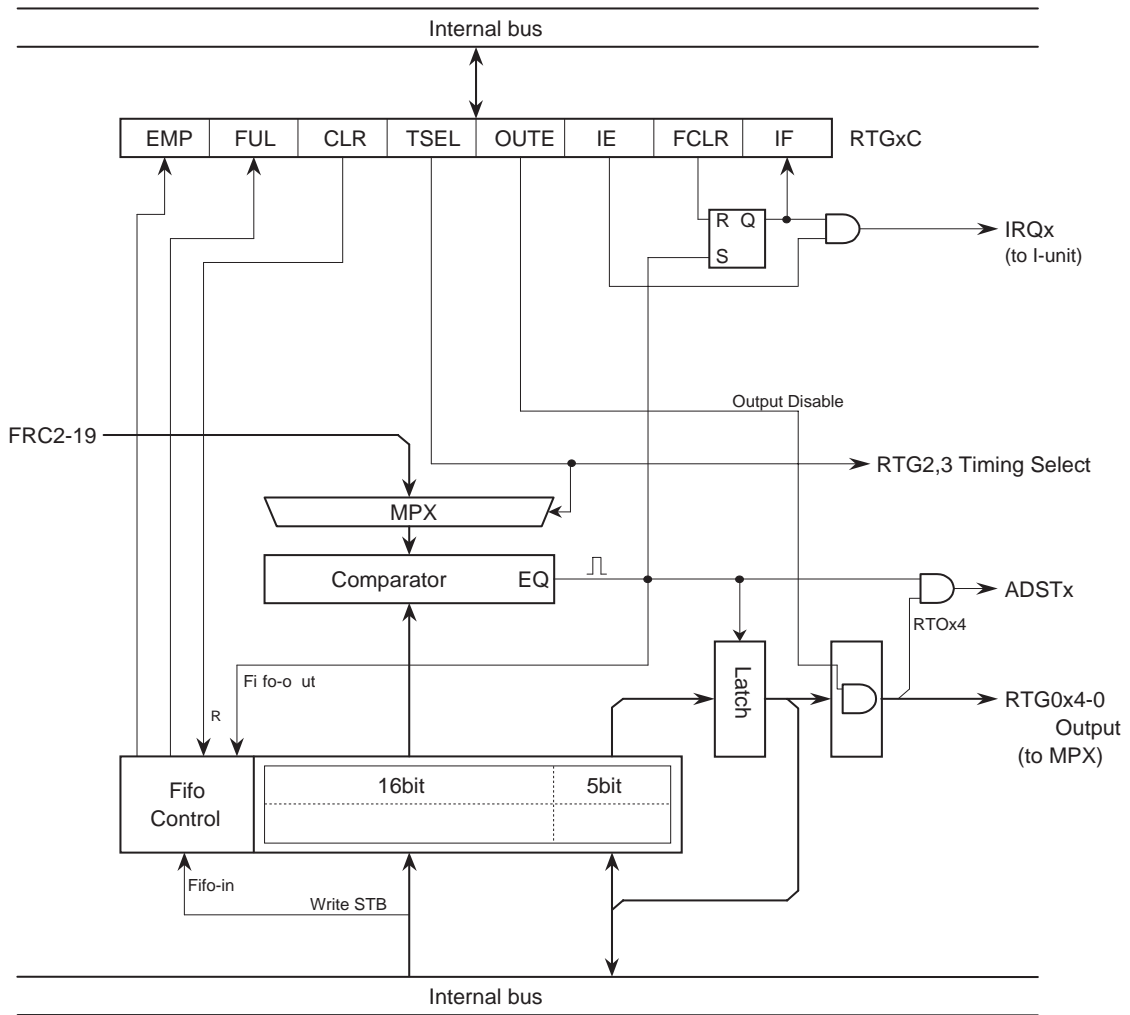 Internal bus
EMP FUL CLR TSEL OUTE IE FCLR IF RTGxC
R Q
S
IRQx
(to I-unit)
Output Disable
FRC2-19
RTG2,3 Timing Select
MPX
Comparator EQ
ADSTx
RTOx4
Latch
Fi fo-o ut
R
RTG0x4-0
Output
(to MPX)
Fifo
Control
16bit 5bit
Fifo-in
Write STB
Internal bus